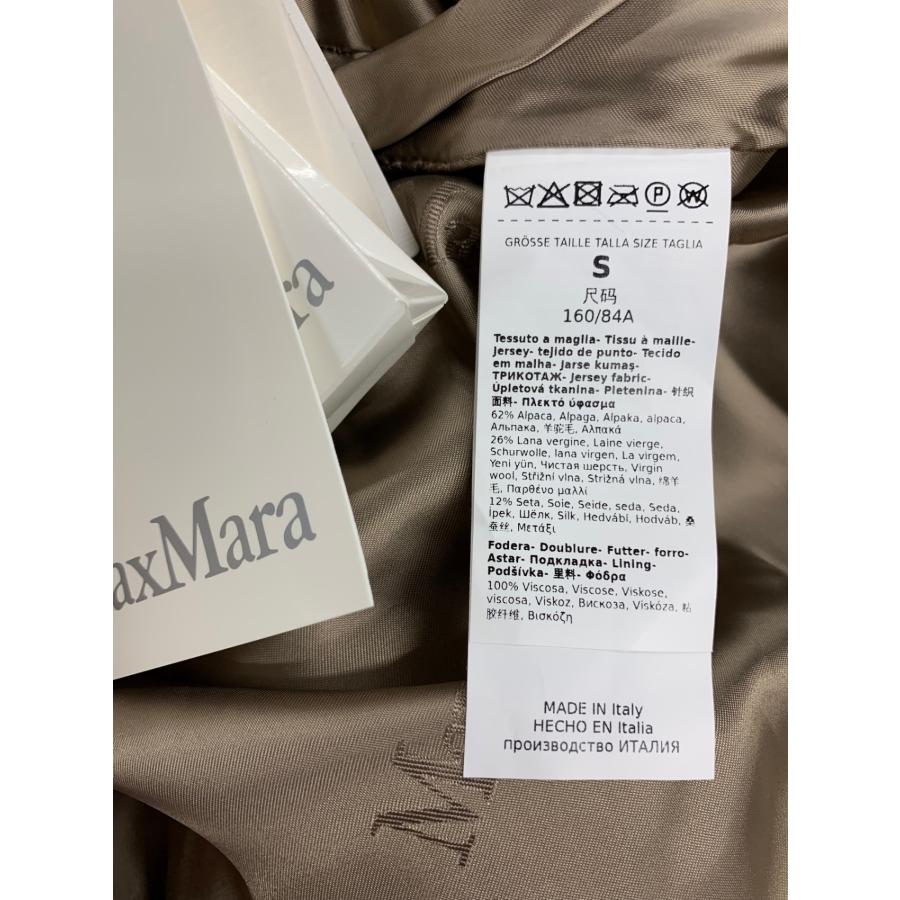 ra
axMara
M
P
W
GRÖSSE TAILLE TALLA SIZE TAGLIA
S
尺码
160/84A
Tessuto a maglia- Tissu à maille-
Jersey- tejido de punto- Tecido
em malha- Jarse kumaş-
ТРИКОТАЖ- Jersey fabric-
Úpletová tkanina- Pletenina- 针织
面料- Πλεκτό ύφασμα
62% Alpaca, Alpaga, Alpaka, alpaca,
Альпака, 羊驼毛, Αλπακά
26% Lana vergine, Laine vierge,
Schurwolle, lana virgen, La virgem,
Yeni yün, Чистая шерсть, Virgin
wool, Střižní vlna, Strižná vlna, 绵羊
毛, Παρθένο μαλλί
12% Seta, Soie, Seide, seda, Seda,
İpek, Шёлк, Silk, Hedvábí, Hodváb, 桑
蚕丝, Μετάξι
Fodera- Doublure- Futter- forro-
Astar- Подкладка- Lining-
Podšívka- 里料- Φόδρα
100% Viscosa, Viscose, Viskose,
viscosa, Viskoz, Вискоза, Viskóza, 粘
胶纤维, Βισκόζη
MADE IN Italy
HECHO EN Italia
производство ИТАЛИЯ